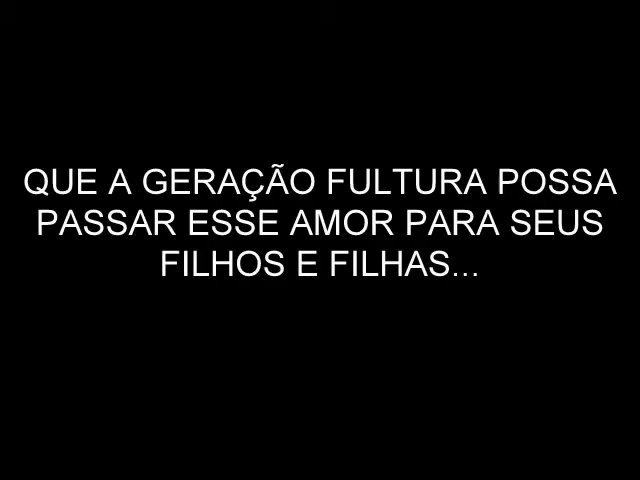 QUE A GERAÇÃO FULTURA POSSA
PASSAR ESSE AMOR PARA SEUS
FILHOS E FILHAS...